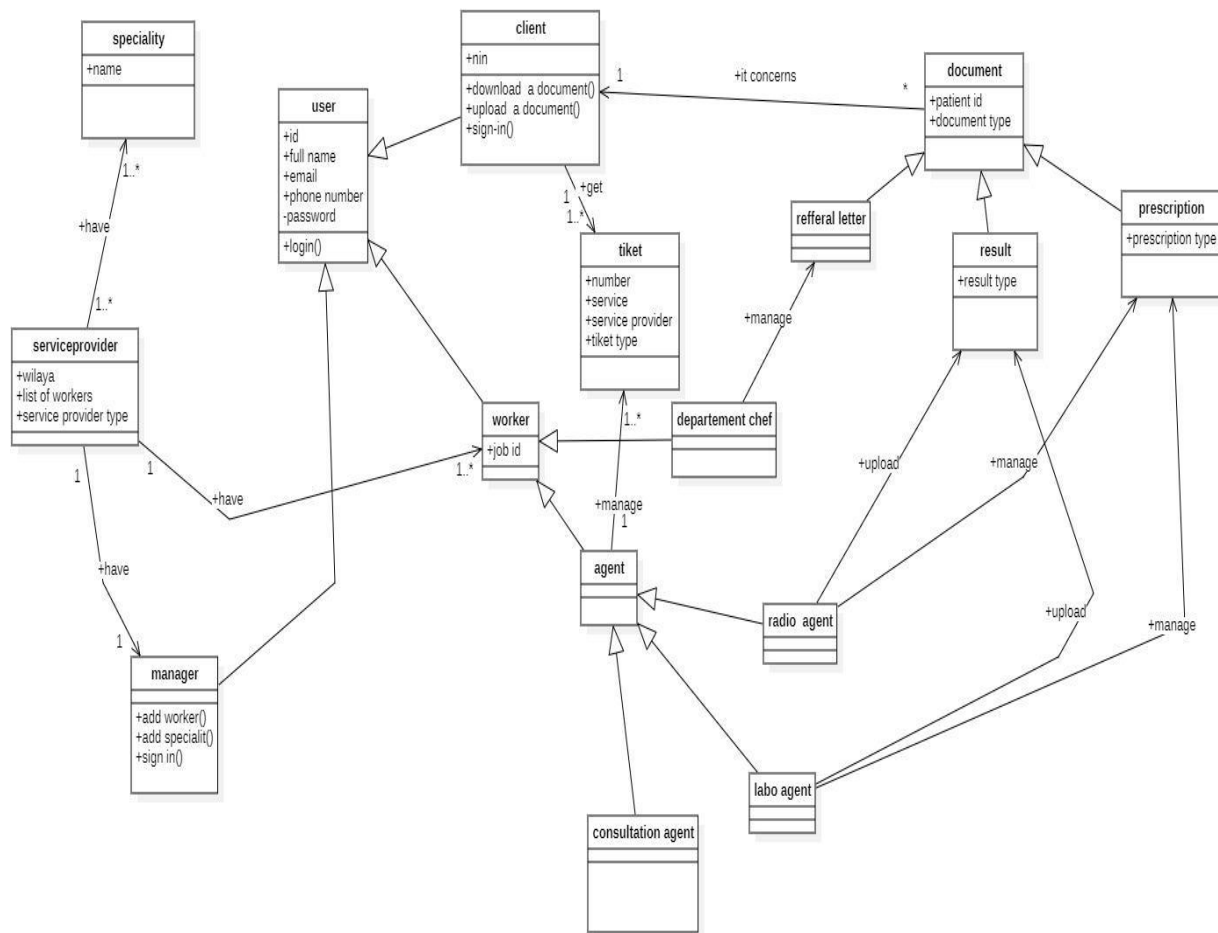 speciality
+name
client
+nin
+download a document()
+upload a document()
+sign-in()
user
+id
+full name
+email
+phone number
-password
+login()
document
+patient id
+document type
1
+it concerns
*
1..*
+have
1..*
+get
1
1..*
refferal letter
prescription
+prescription type
result
+result type
tiket
+number
+service
+service provider
+tiket type
+manage
serviceprovider
+wilaya
+list of workers
+service provider type
worker
+job id
departement chef
1..*
1
1
+have
1..*
+upload
+manage
+manage
1
+have
1
agent
radio agent
+upload
+manage
manager
+add worker()
+add specialit()
+sign in()
labo agent
consultation agent